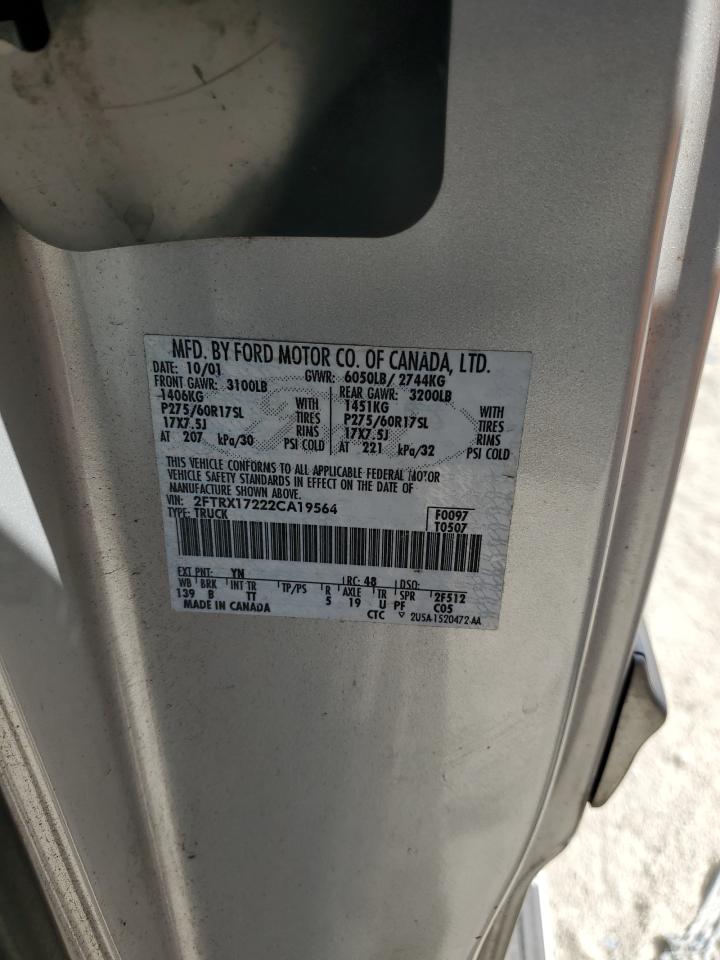 MFD. BY FORD MOTOR CO. OF CANADA, LTD.
DATE: 10/01 GVWR: 6050LB/ 2744KG
FRONT GAWR: 3100LB REAR GAWR: 3200LB
1406KG WITH 1451KG WITH
P275/60R17SL TIRES P275/60R17SL TIRES
17X7.5J RIMS 17X7.5J RIMS
AT 207 kPa/30 PSI COLD AT 221 kPa/32 PSI COLD
THIS VEHICLE CONFORMS TO ALL APPLICABLE FEDERAL MOTOR
VEHICLE SAFETY STANDARDS IN EFFECT ON THE DATE OF
MANUFACTURE SHOWN ABOVE.
VIN: 2FTRX17222CA19564 F0097
TYPE: TRUCK T0507
EXT PNT: YN RC: 48 DSO:
WB BRK INT TR TP/PS R AXLE TR SPR 2F512
139 B TT 5 19 U PF C05
MADE IN CANADA CTC ▽ 2U5A-1520472-AA